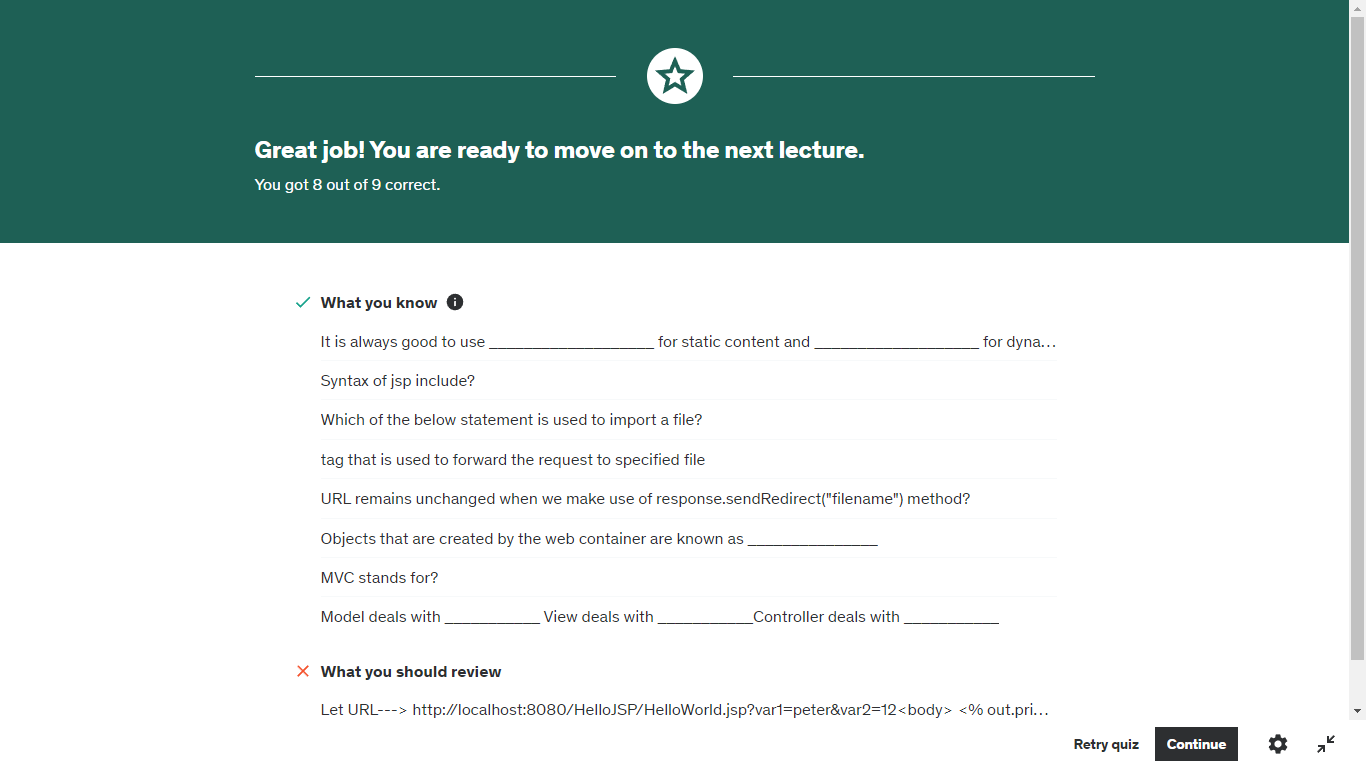 Great job! You are ready to move on to the next lecture.
You got 8 out of 9 correct.
What you know
It is always good to use ___________________ for static content and ___________________ for dyna...
Syntax of jsp include?
Which of the below statement is used to import a file?
tag that is used to forward the request to specified file
URL remains unchanged when we make use of response.sendRedirect("filename") method?
Objects that are created by the web container are known as _______________
MVC stands for?
Model deals with ___________ View deals with ___________Controller deals with ___________
What you should review
Let URL---> http://localhost:8080/HelloJSP/HelloWorld.jsp?var1=peter&var2=12<body> <% out.pri...
Retry quiz
Continue